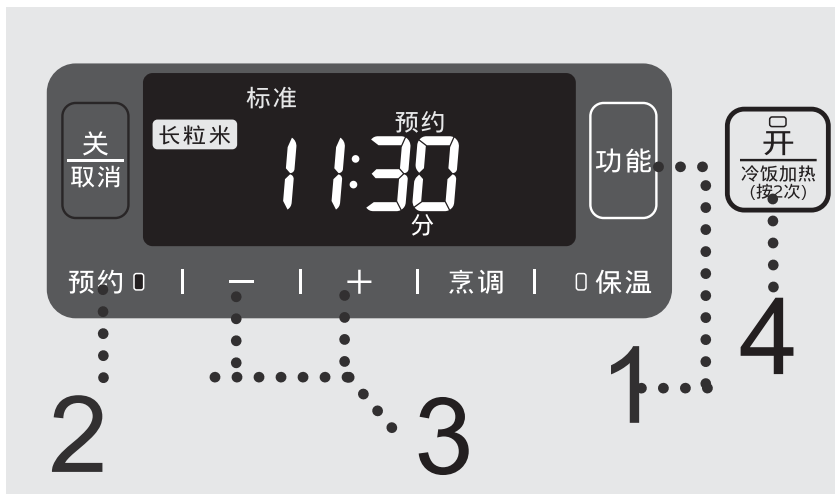 标准
预约
长粒米
11:30
分
关
取消
功能
开
冷饭加热
(按2次)
预约 | － | ＋ | 烹调 | 保温
1
2
3
4